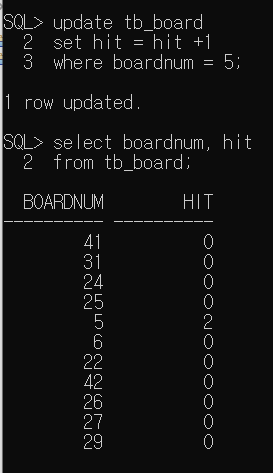 SQL> update tb_board
2 set hit = hit +1
3 where boardnum = 5;
1 row updated.
SQL> select boardnum, hit
2 from tb_board;
BOARDNUM HIT
---------- ----------
41 0
31 0
24 0
25 0
5 2
6 0
22 0
42 0
26 0
27 0
29 0